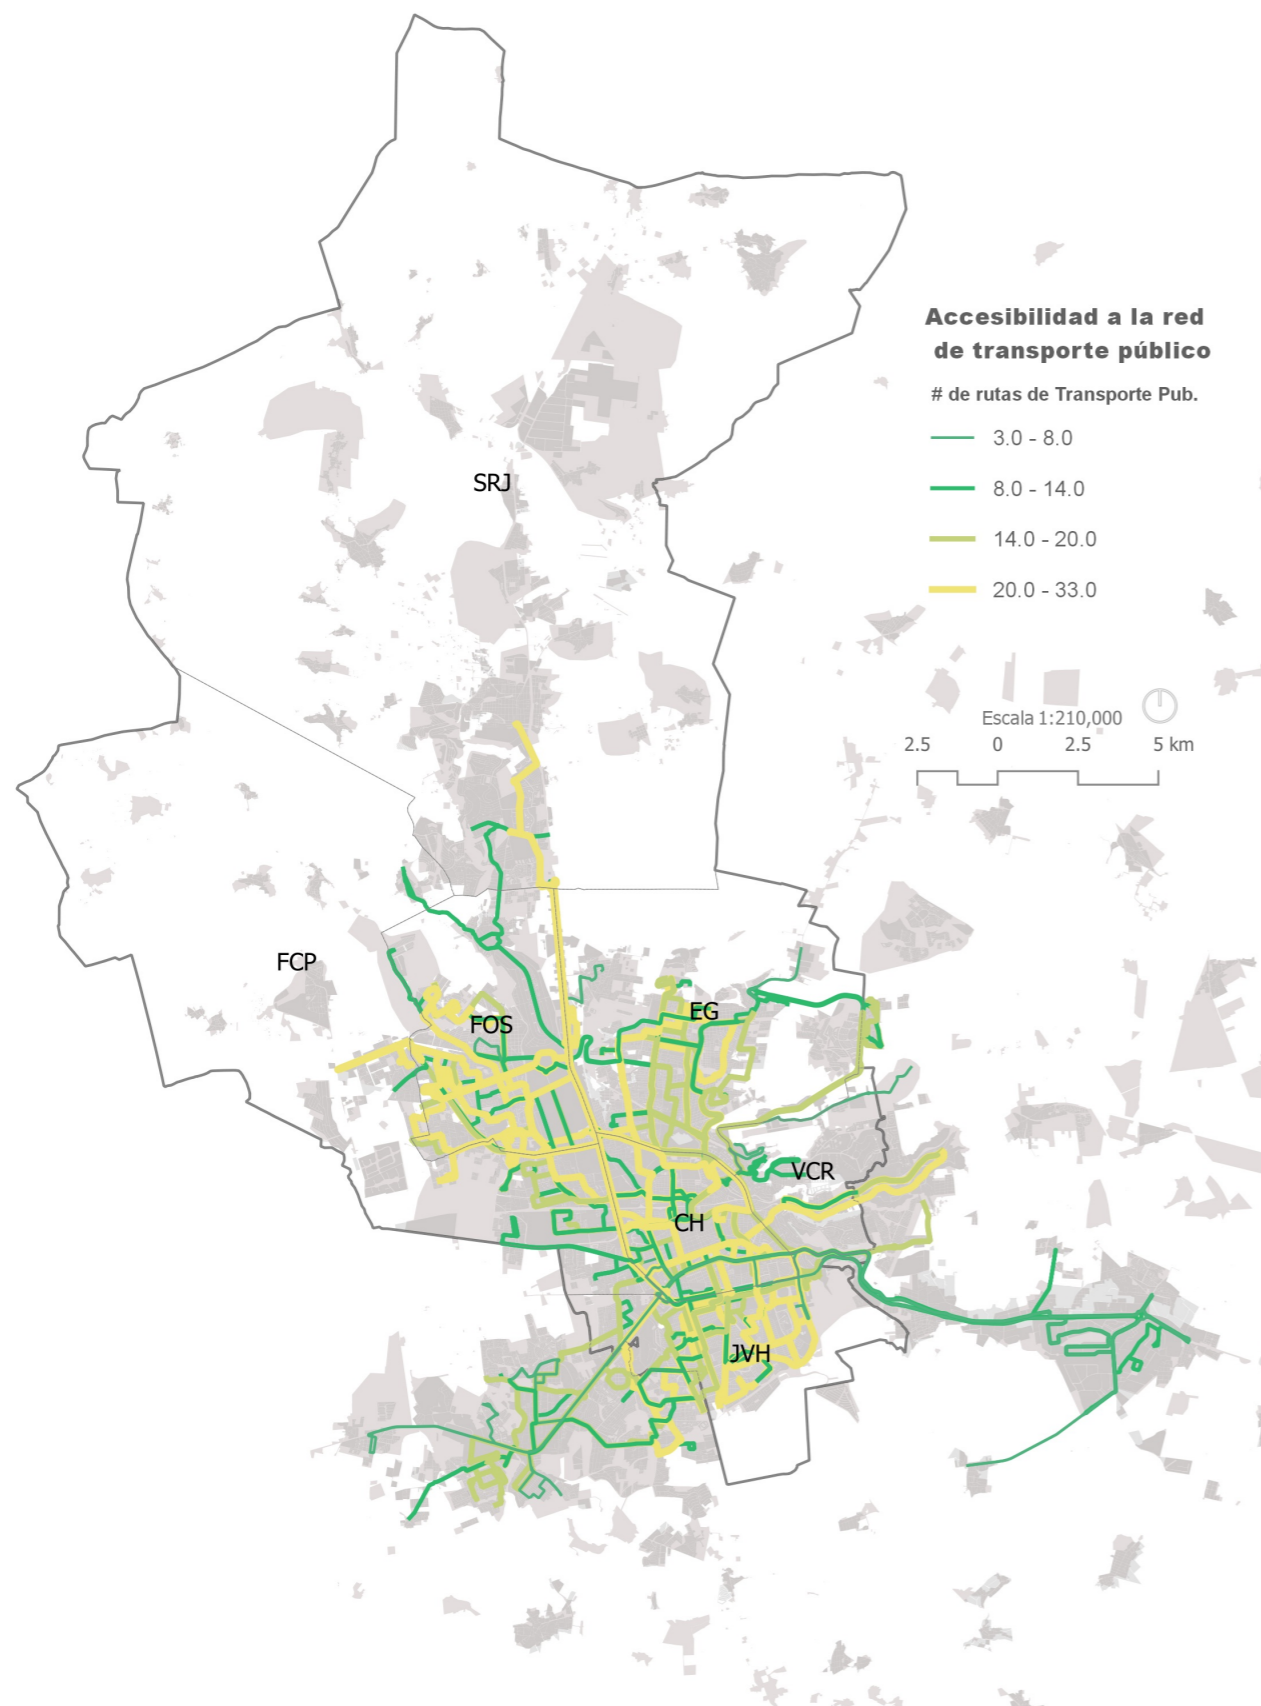 Accesibilidad a la red
de transporte público
# de rutas de Transporte Pub.
3.0 - 8.0
8.0 - 14.0
14.0 - 20.0
20.0 - 33.0
SRJ
Escala 1:210,000
2.5 0 2.5 5 km
FCP
FOS
EG
VCR
CH
JVH